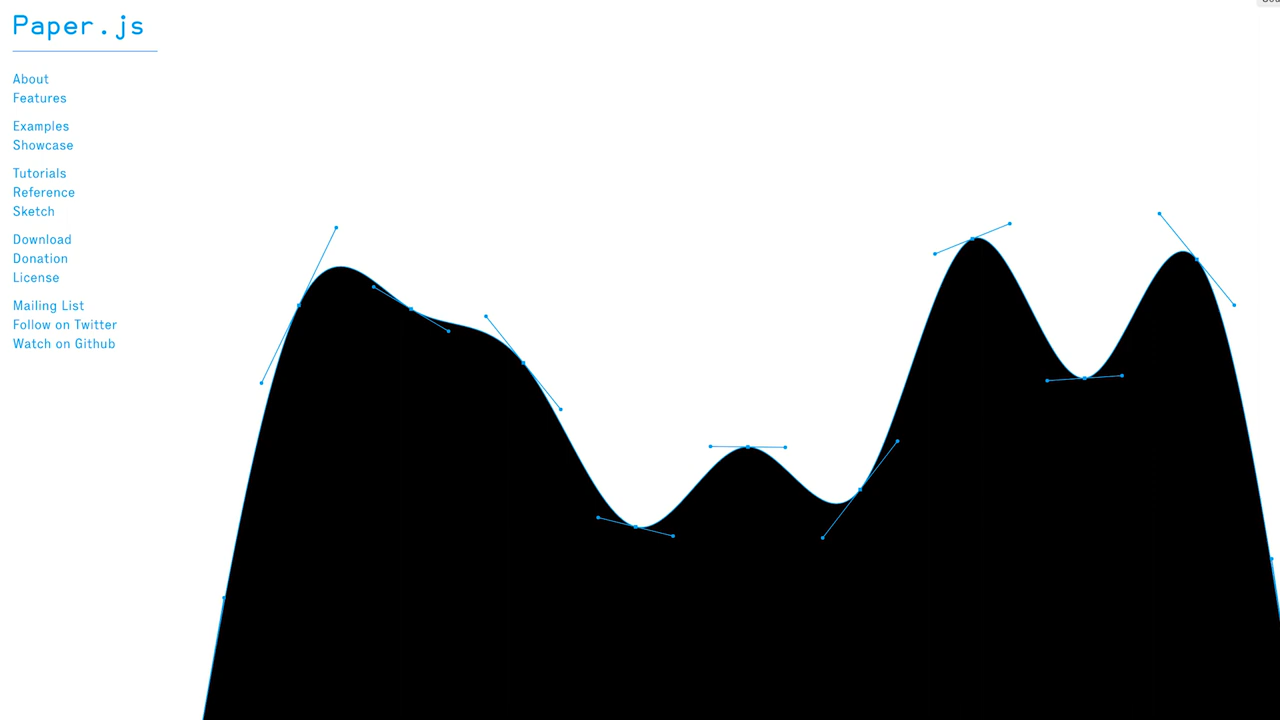 Paper.js
About
Features
Examples
Showcase
Tutorials
Reference
Sketch
Download
Donation
License
Mailing List
Follow on Twitter
Watch on Github